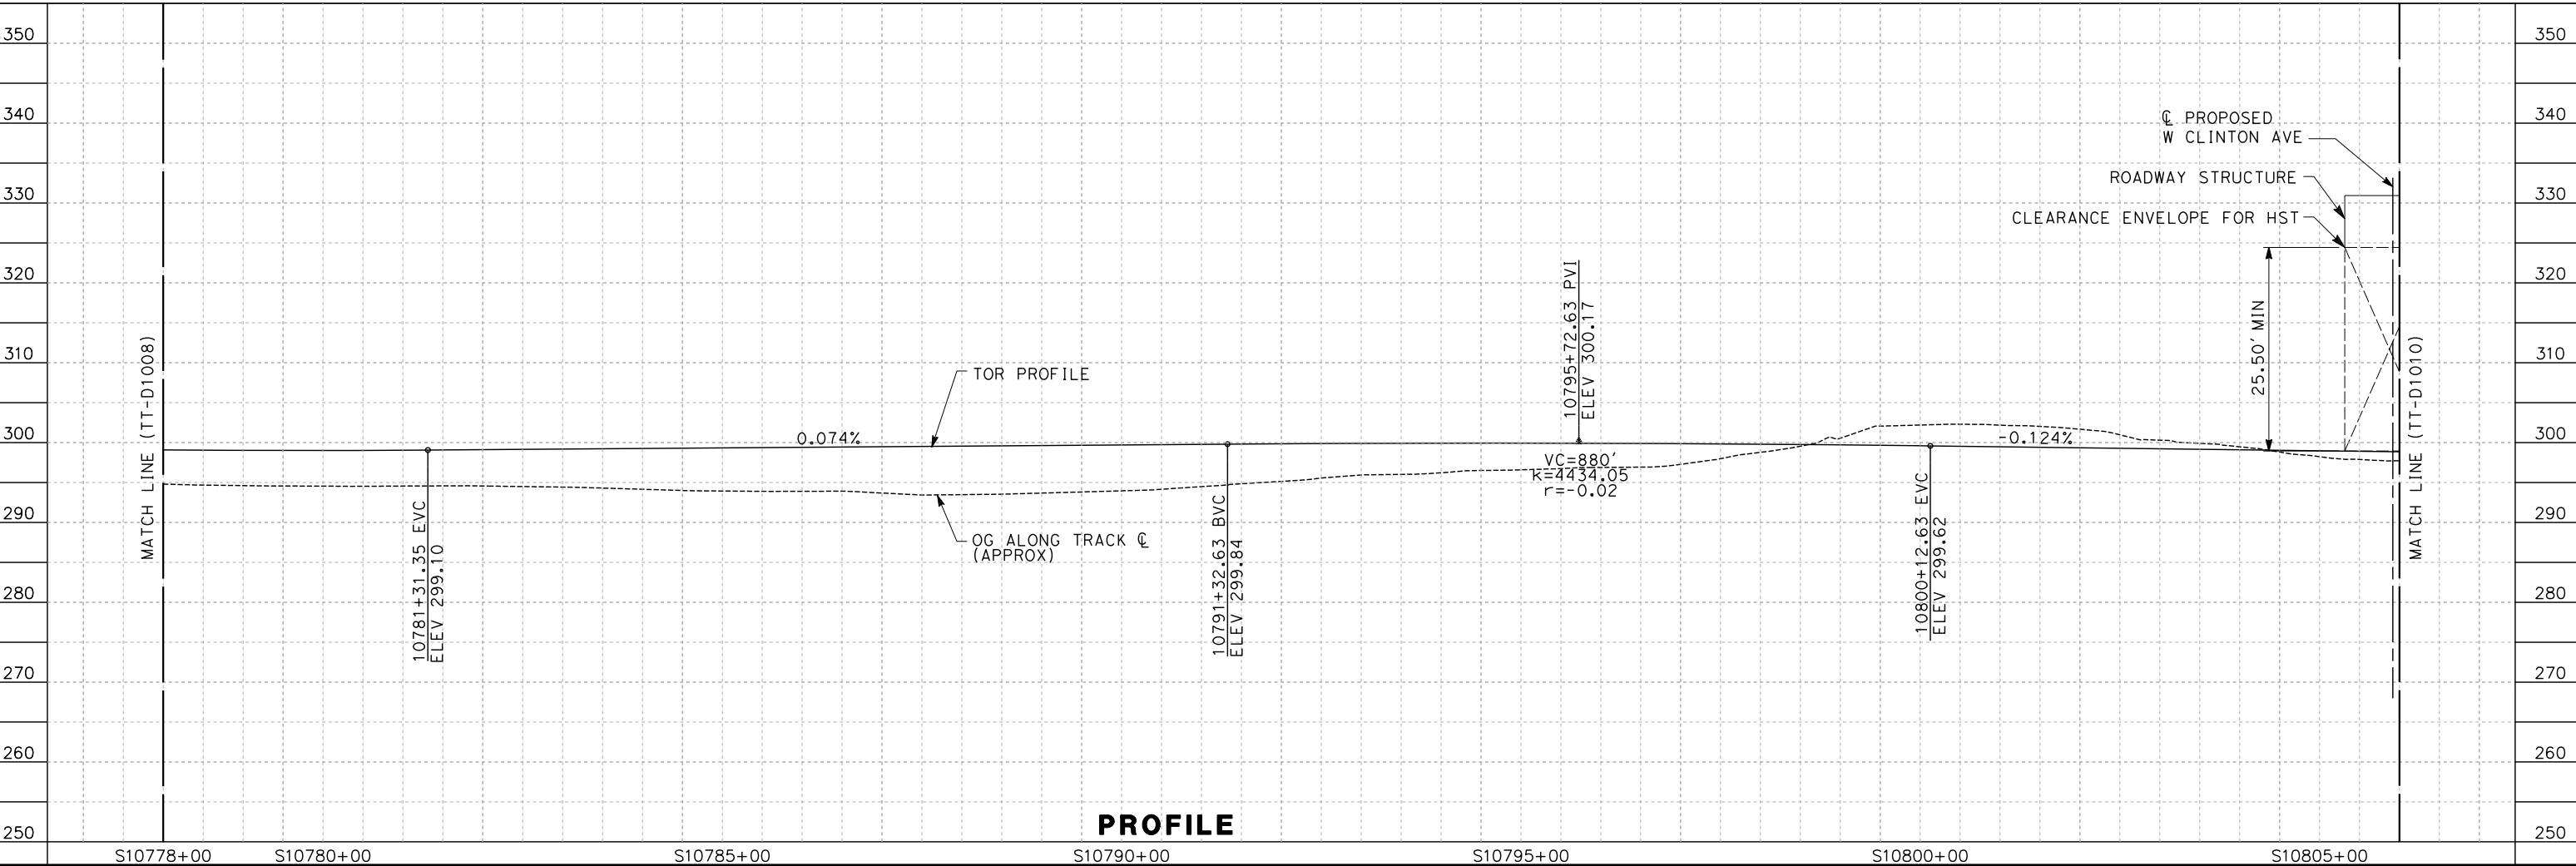 350
340
330
320
310
300
290
280
270
260
250
350
340
330
320
310
300
290
280
270
260
250
MATCH LINE (TT-D1008)
10781+31.35 EVC
ELEV 299.10
0.074%
TOR PROFILE
OG ALONG TRACK ℄
(APPROX)
10791+32.63 BVC
ELEV 299.84
10795+72.63 PVI
ELEV 300.17
VC=880'
k=4434.05
r=-0.02
10800+12.63 EVC
ELEV 299.62
-0.124%
℄ PROPOSED
W CLINTON AVE
ROADWAY STRUCTURE
CLEARANCE ENVELOPE FOR HST
25.50' MIN
MATCH LINE (TT-D1010)
PROFILE
S10778+00
S10780+00
S10785+00
S10790+00
S10795+00
S10800+00
S10805+00